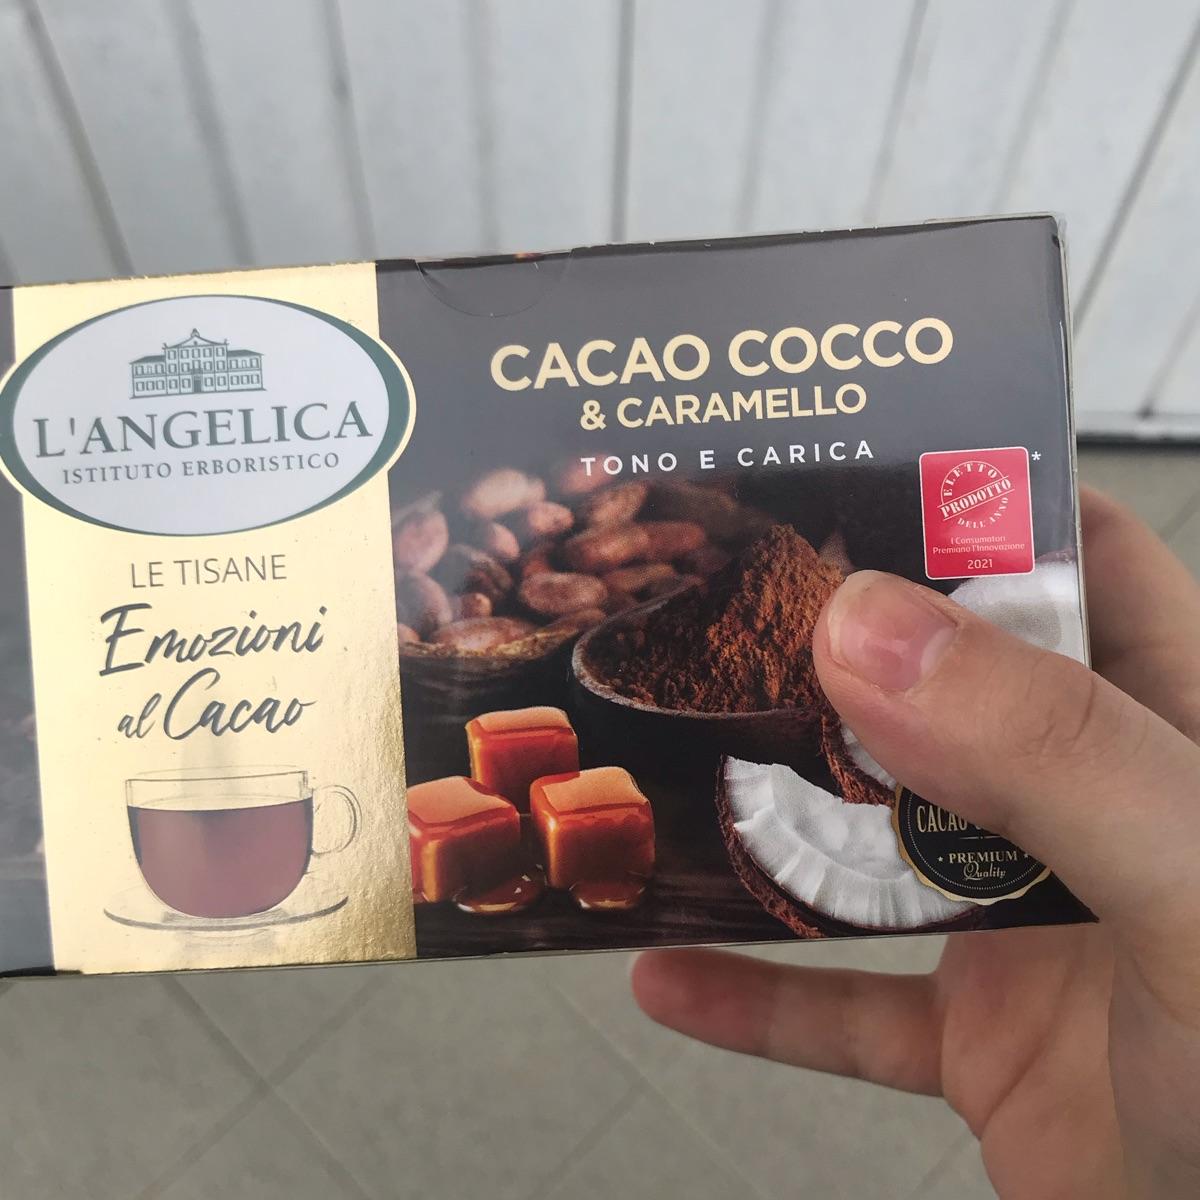 L'ANGELICA
ISTITUTO ERBORISTICO
LE TISANE
Emozioni
al Cacao
CACAO COCCO
& CARAMELLO
TONO E CARICA
ELETTO
PRODOTTO
DELL'ANNO
I Consumatori
Premiano l'Innovazione
2021
*
CACAO
PREMIUM
Quality